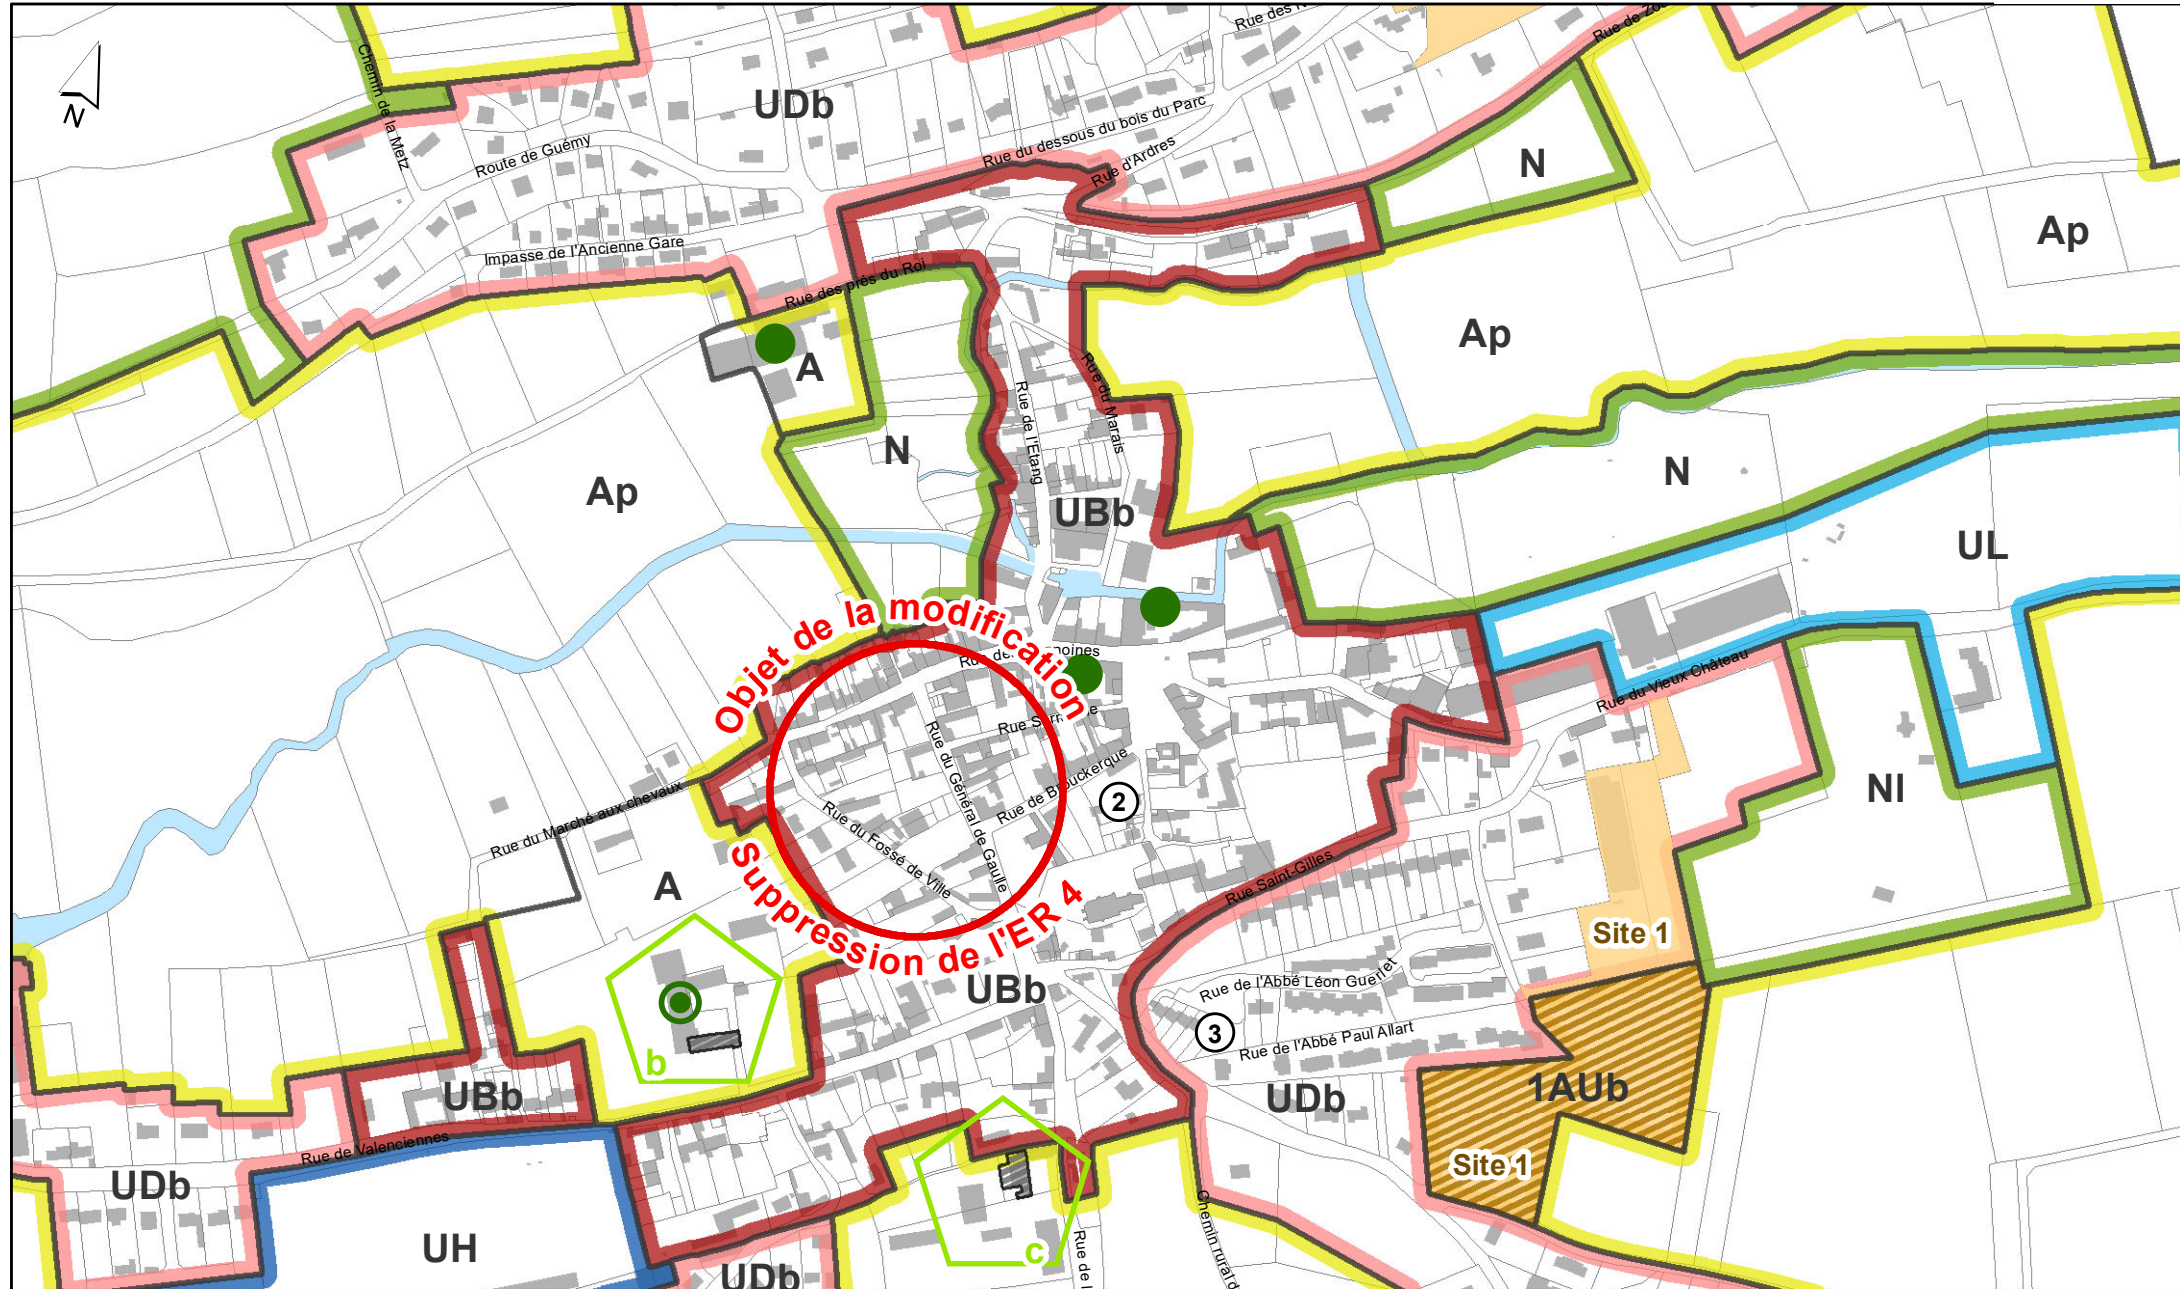 Chemin de la Metz
UDb
Rue de Zou
Rue du dessous du bois du Parc
Route de Guémy
Rue d'Ardres
N
N
Ap
Impasse de l'Ancienne Gare
Rue des prés du Roi
Ap
A
Rue de l'Etang
Rue du Marais
N
N
Ap
UBb
UL
Objet de la modification
Rue du Vieux Château
Rue du Général de Gaulle
Rue de Brouckerque
NI
2
Rue du Marché aux chevaux
Rue du Fossé de Ville
A
Suppression de l'ER 4
Rue Saint-Gilles
Site 1
UBb
Rue de l'Abbé Léon Guerlet
3
Rue de l'Abbé Paul Allart
b
UBb
UDb
1AUb
Rue de Valenciennes
Site 1
UDb
Chemin rural d
UH
c
Rue de l
UDb